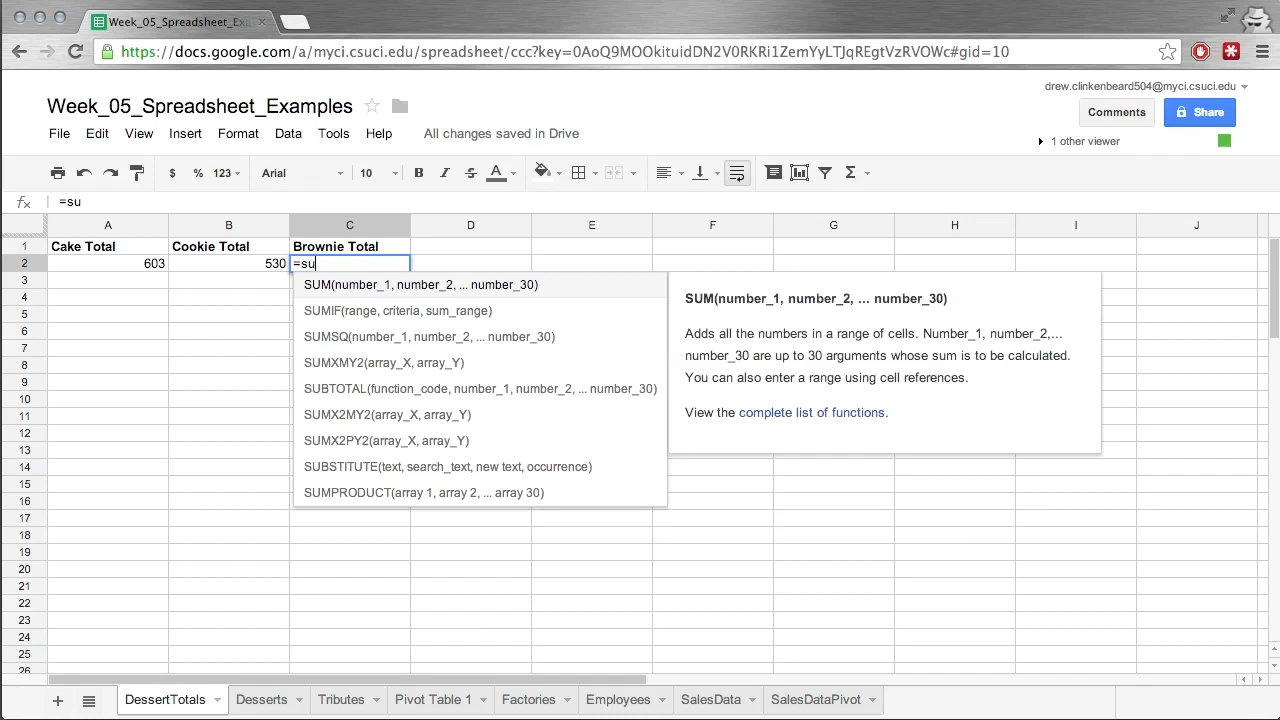 Week_05_Spreadsheet_Exa
https://docs.google.com/a/myci.csuci.edu/spreadsheet/ccc?key=0AoQ9MOOkituidDN2V0RXRi1ZemYyLTJqREgtVzRVOWc#gid=10
drew.clinkenbeard504@myci.csuci.edu
Week_05_Spreadsheet_Examples
Comments
Share
File Edit View Insert Format Data Tools Help All changes saved in Drive
1 other viewer
$ % 123 Arial 10 B I S A Σ
fx =su
A B C D E F G H I J
1 Cake Total Cookie Total Brownie Total
2 603 530 =su
3
4
5
6
7
8
9
10
11
12
13
14
15
16
17
18
19
20
21
22
23
24
25
26
SUM(number_1, number_2, ... number_30)
SUMIF(range, criteria, sum_range)
SUMSQ(number_1, number_2, ... number_30)
SUMXMY2(array_X, array_Y)
SUBTOTAL(function_code, number_1, number_2, ... number_30)
SUMX2MY2(array_X, array_Y)
SUMX2PY2(array_X, array_Y)
SUBSTITUTE(text, search_text, new text, occurrence)
SUMPRODUCT(array 1, array 2, ... array 30)
SUM(number_1, number_2, ... number_30)
Adds all the numbers in a range of cells. Number_1, number_2,...
number_30 are up to 30 arguments whose sum is to be calculated.
You can also enter a range using cell references.
View the complete list of functions.
+ DessertTotals Desserts Tributes Pivot Table 1 Factories Employees SalesData SalesDataPivot